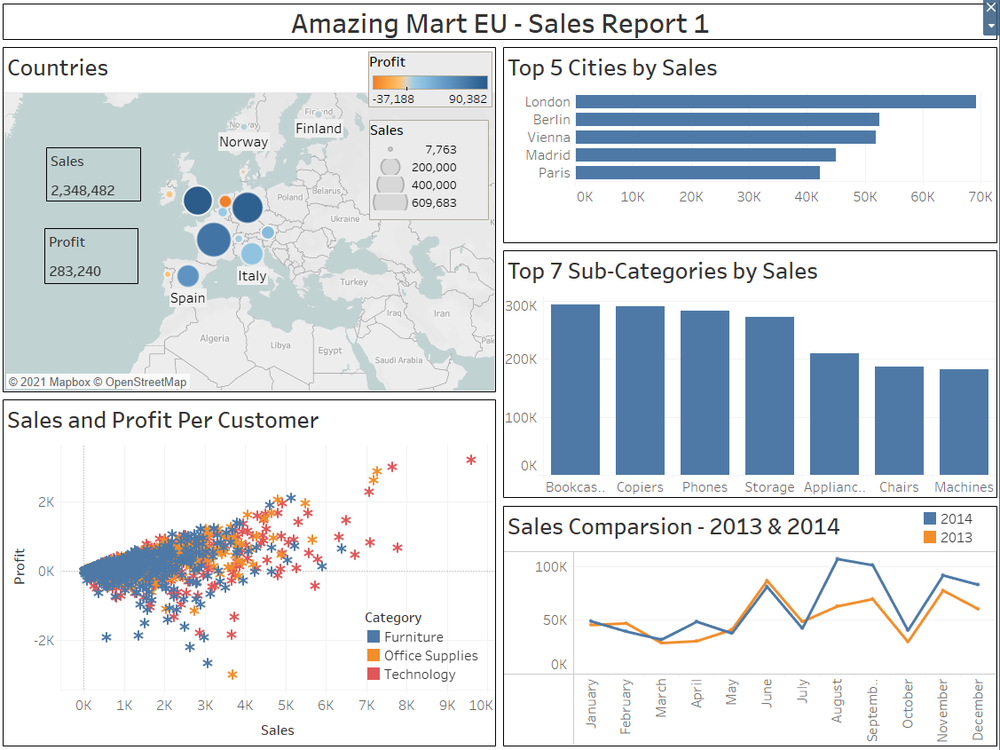 Amazing Mart EU - Sales Report 1
Countries
Profit
-37,188 90,382
Sales
7,763
200,000
400,000
609,683
Sales
2,348,482
Profit
283,240
Finland
Norway
Poland
Belarus
Ukraine
Italy
Spain
Turkey
Iraq
Iran
Algeria
Libya
Egypt
Saudi Arabia
© 2021 Mapbox © OpenStreetMap
Top 5 Cities by Sales
London
Berlin
Vienna
Madrid
Paris
0K 10K 20K 30K 40K 50K 60K 70K
Top 7 Sub-Categories by Sales
300K
200K
100K
0K
Bookcas.. Copiers Phones Storage Applianc.. Chairs Machines
Sales and Profit Per Customer
Profit
2K
0K
-2K
Category
Furniture
Office Supplies
Technology
0K 1K 2K 3K 4K 5K 6K 7K 8K 9K 10K
Sales
Sales Comparsion - 2013 & 2014
2014
2013
100K
50K
0K
January February March April May June July August Septemb.. October November December